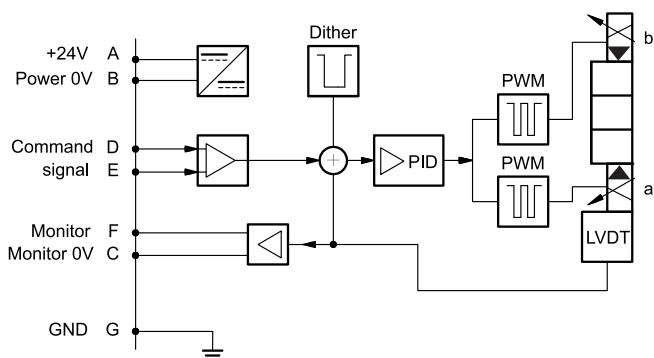 Dither
+24V A
Power 0V B
PWM
b
Command D
signal E
+
PID
PWM
a
Monitor F
Monitor 0V C
LVDT
GND G